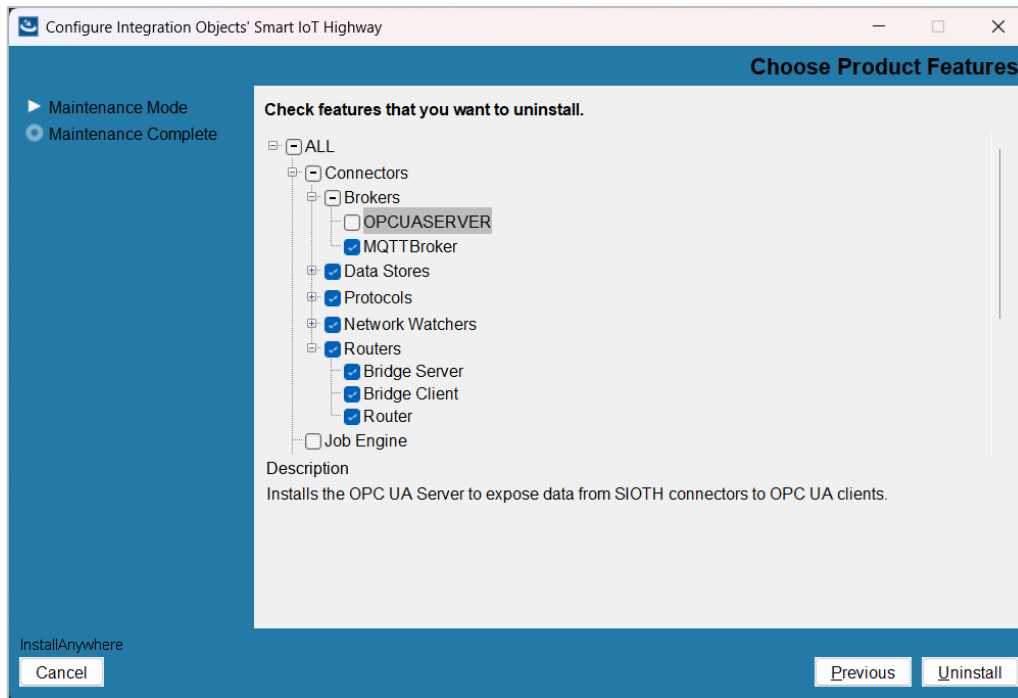 Configure Integration Objects' Smart IoT Highway
Choose Product Features
Maintenance Mode
Maintenance Complete
Check features that you want to uninstall.
ALL
Connectors
Brokers
OPCUASERVER
MQTTBroker
Data Stores
Protocols
Network Watchers
Routers
Bridge Server
Bridge Client
Router
Job Engine
Description
Installs the OPC UA Server to expose data from SIOTH connectors to OPC UA clients.
InstallAnywhere
Cancel
Previous
Uninstall